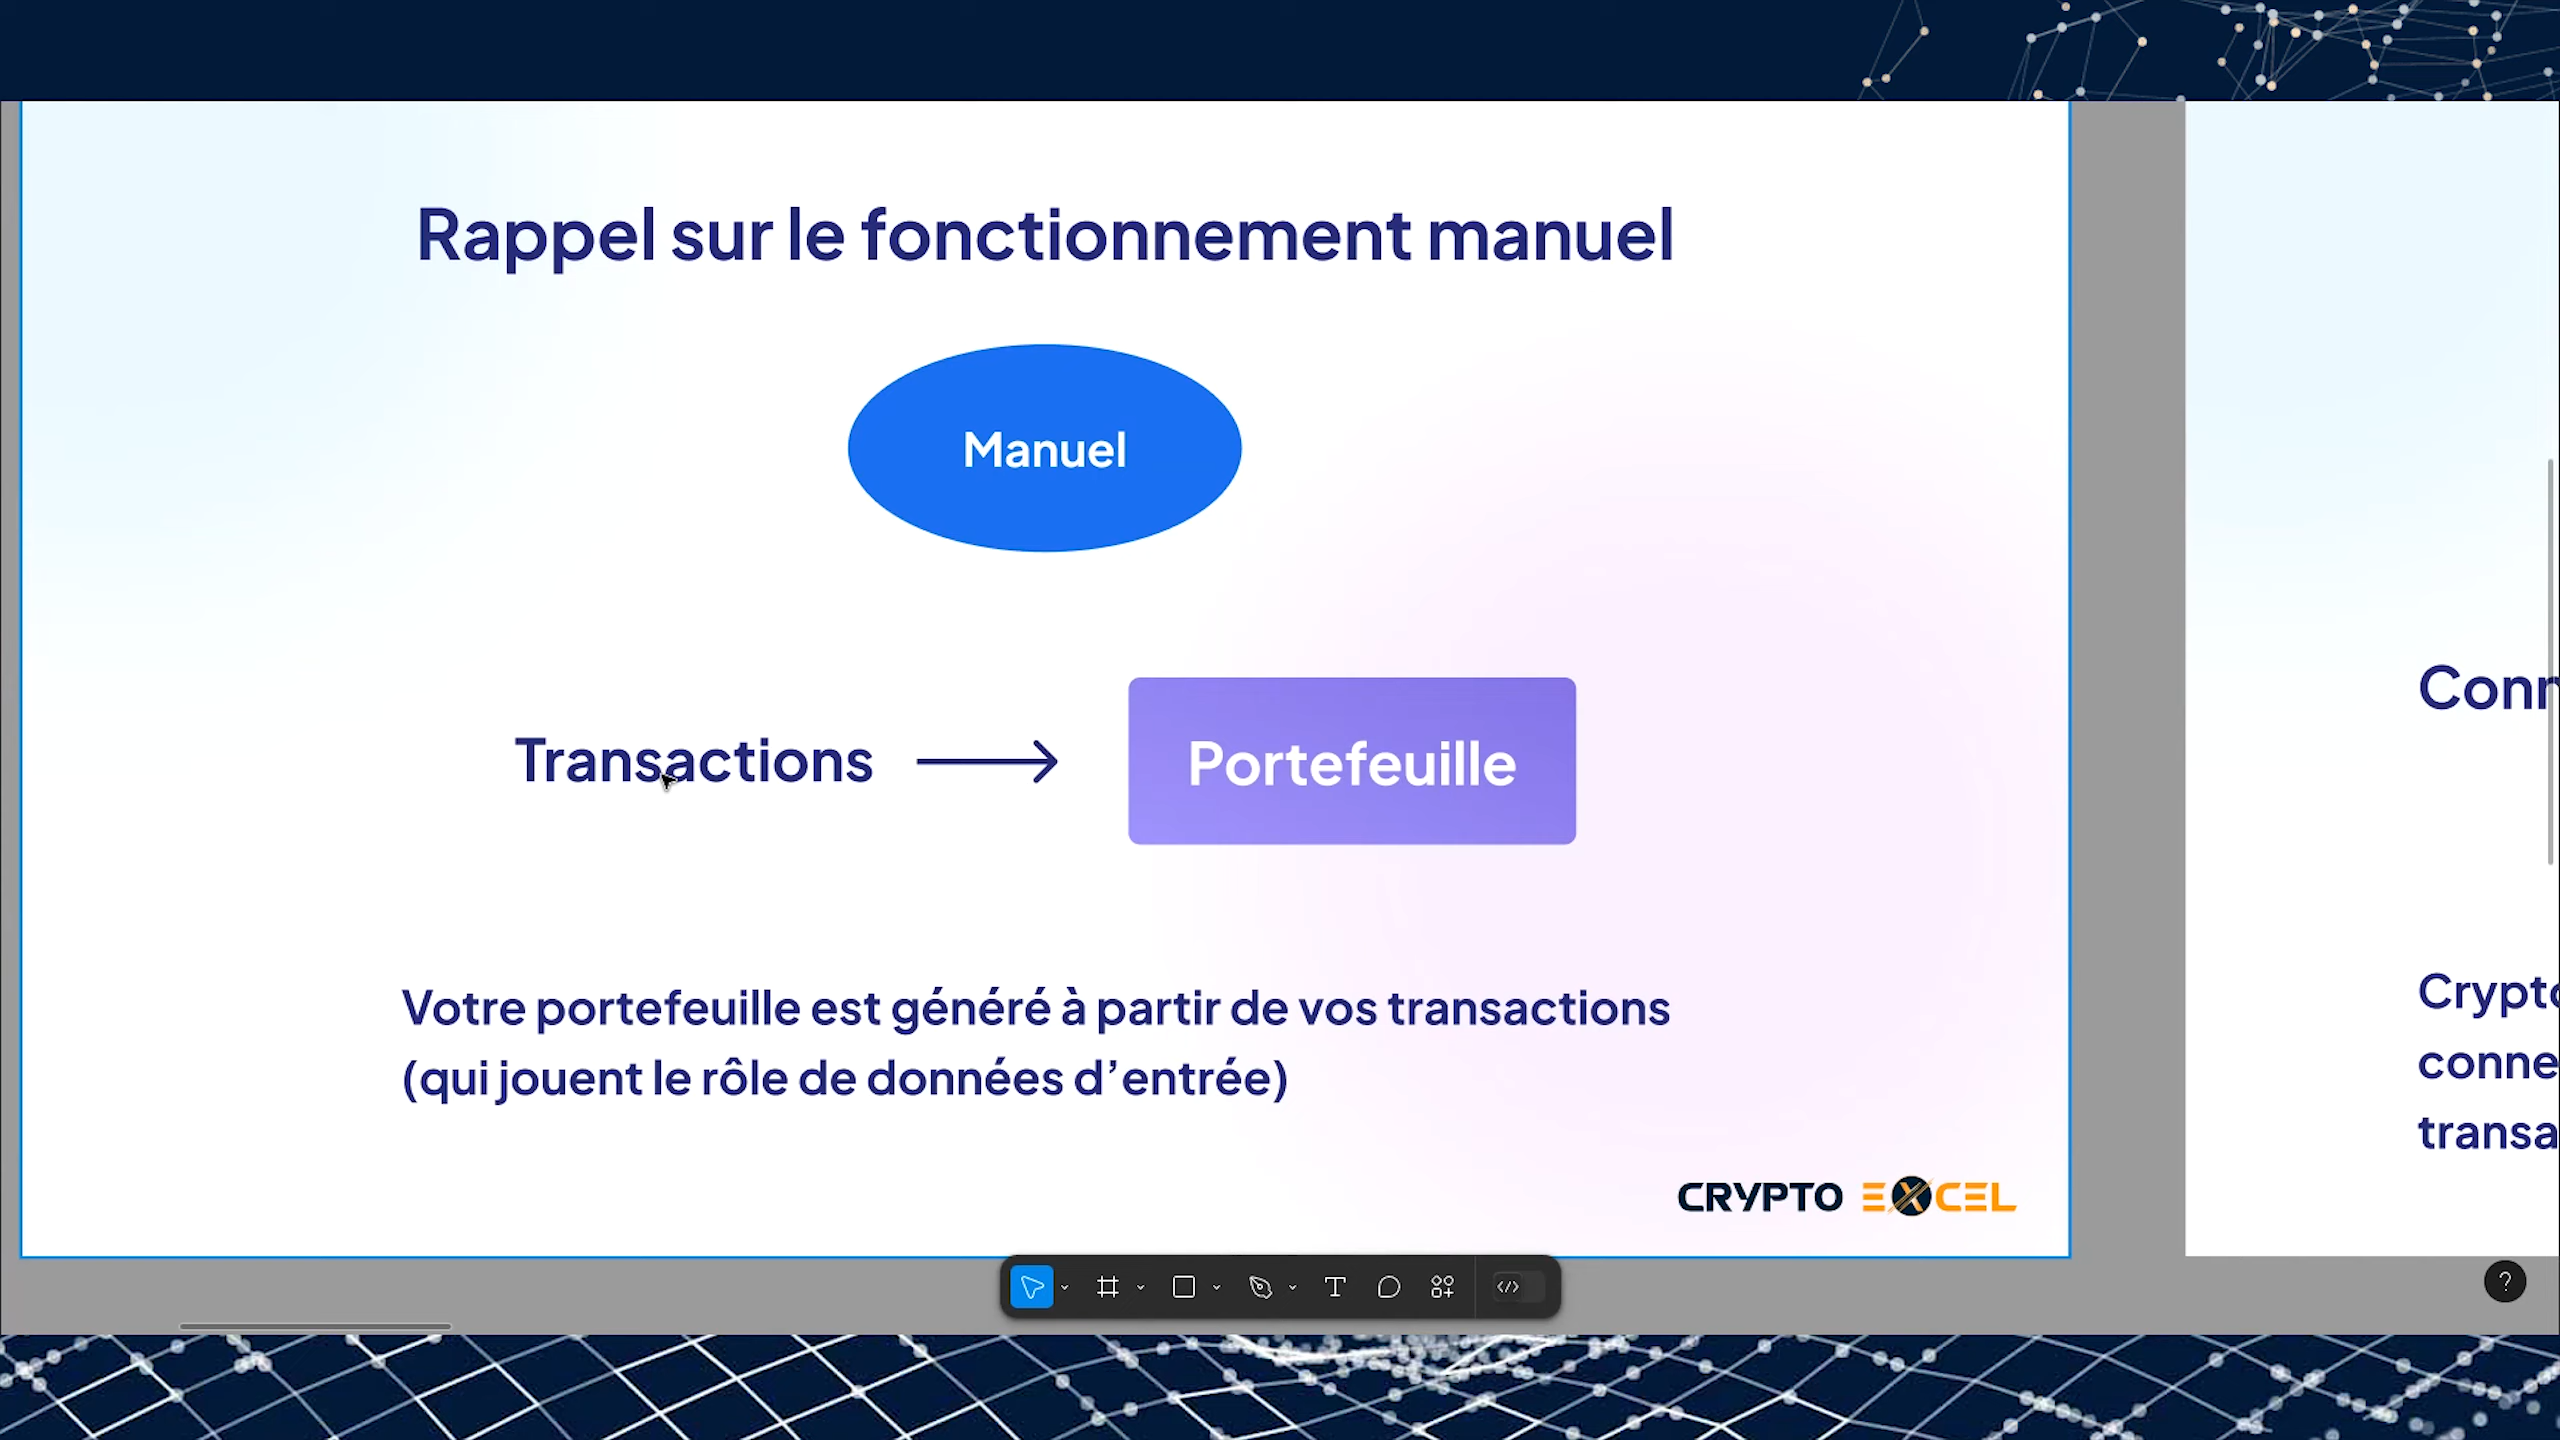 Rappel sur le fonctionnement manuel
Manuel
Transactions
Portefeuille
Votre portefeuille est généré à partir de vos transactions
(qui jouent le rôle de données d’entrée)
CRYPTO EXCEL
?